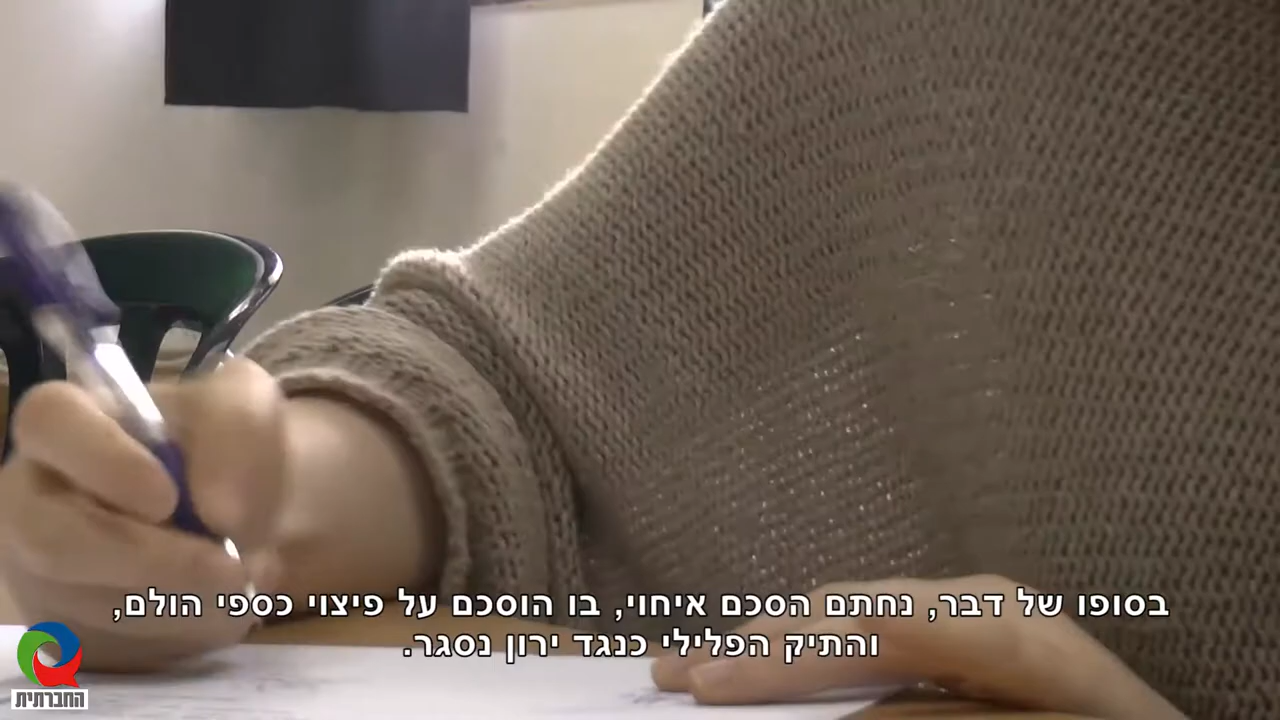 בסופו של דבר, נחתם הסכם איחוי, בו הוסכם על פיצוי כספי הולם,
והתיק הפלילי כנגד ירון נסגר.
החברתית